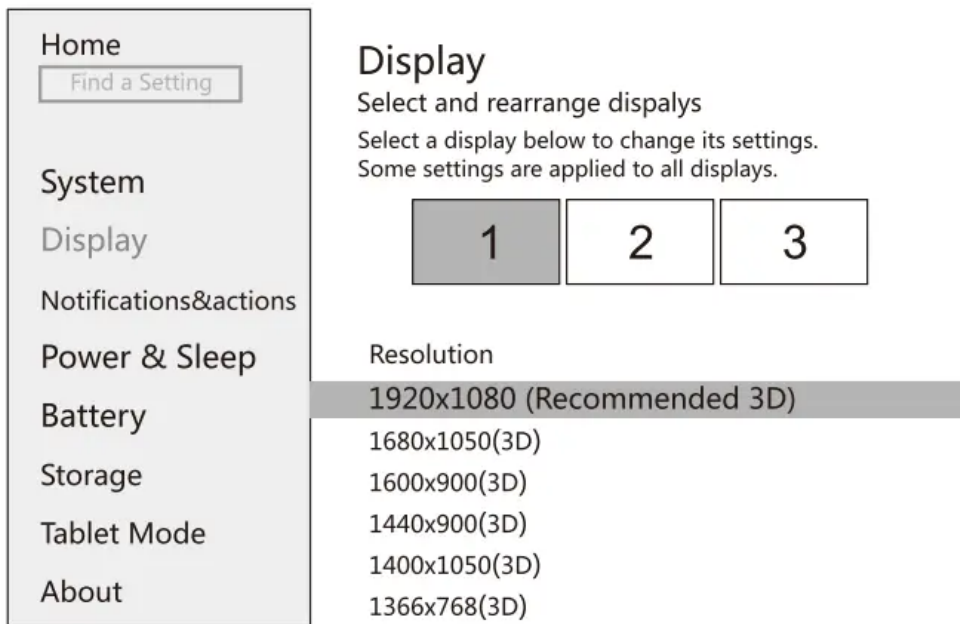 Home
Find a Setting
System
Display
Notifications&actions
Power & Sleep
Battery
Storage
Tablet Mode
About
Display
Select and rearrange dispalys
Select a display below to change its settings.
Some settings are applied to all displays.
1 2 3
Resolution
1920x1080 (Recommended 3D)
1680x1050(3D)
1600x900(3D)
1440x900(3D)
1400x1050(3D)
1366x768(3D)